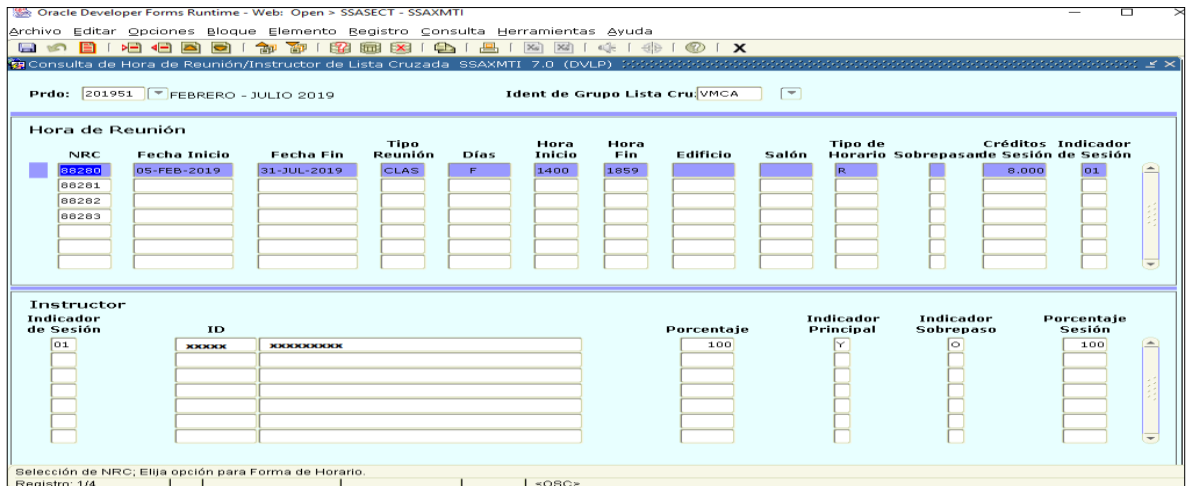 Oracle Developer Forms Runtime - Web: Open > SSASECT - SSAXMTI
Archivo Editar Opciones Bloque Elemento Registro Consulta Herramientas Ayuda
Consulta de Hora de Reunión/Instructor de Lista Cruzada SSAXMTI 7.0 (DVLP)
Prdo: 201951 FEBRERO - JULIO 2019 Ident de Grupo Lista Cru: VMCA
Hora de Reunión
Tipo Hora Hora Tipo de Créditos Indicador
NRC Fecha Inicio Fecha Fin Reunión Días Inicio Fin Edificio Salón Horario Sobrepasar de Sesión de Sesión
88280 05-FEB-2019 31-JUL-2019 CLAS F 1400 1859 R 8.000 01
88281
88282
88283
Instructor
Indicador Indicador Indicador Porcentaje
de Sesión ID Porcentaje Principal Sobrepaso Sesión
01 xxxxx xxxxxxxxx 100 Y O 100
Selección de NRC; Elija opción para Forma de Horario.
Registro: 1/4 <OSC>